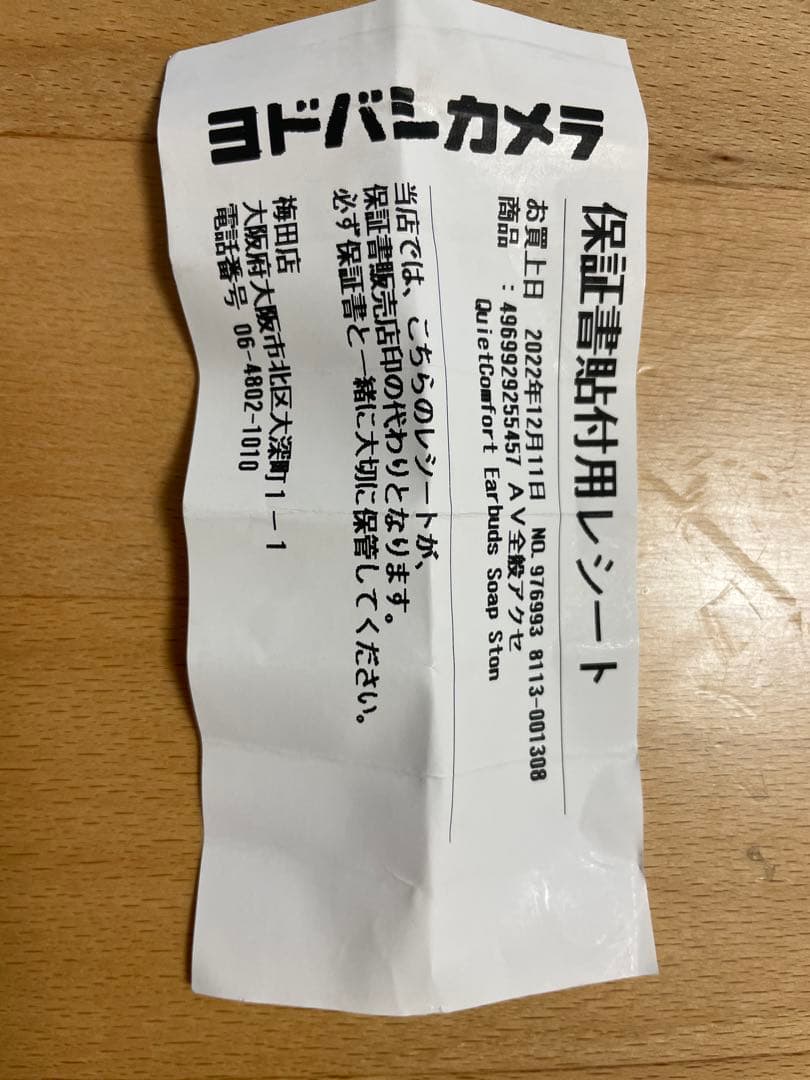 ヨドバシカメラ
保証書貼付用レシート
お買上日 2022年12月11日 NO.976993 8113-001308
商品 :4969929255457 AV全般アクセ
QuietComfort Earbuds Soap Ston
当店では、こちらのレシートが、
保証書販売店印の代わりとなります。
必ず保証書と一緒に大切に保管してください。
梅田店
大阪府大阪市北区大深町1-1
電話番号 06-4802-1010